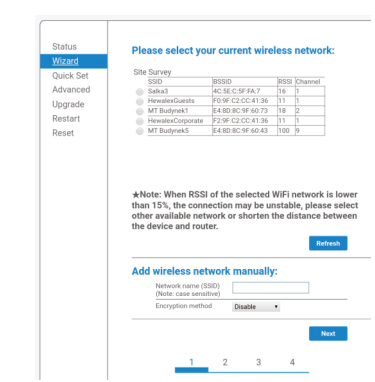 Status
Wizard
Quick Set
Advanced
Upgrade
Restart
Reset
Please select your current wireless network:
Site Survey
SSID BSSID RSSI Channel
Salka3 4C:5E:C:5F:FA:7 16 1
HewalexGuests F0:9F:C2:CC:41:36 11 1
MT Budynek1 E4:8D:8C:9F:60:73 18 2
HewalexCorporate F2:9F:C2:CC:41:36 11 1
MT Budynek5 E4:8D:8C:9F:60:43 100 9
★Note: When RSSI of the selected WiFi network is lower
than 15%, the connection may be unstable, please select
other available network or shorten the distance between
the device and router.
Refresh
Add wireless network manually:
Network name (SSID)
(Note: case sensitive)
Encryption method Disable
Next
1 2 3 4